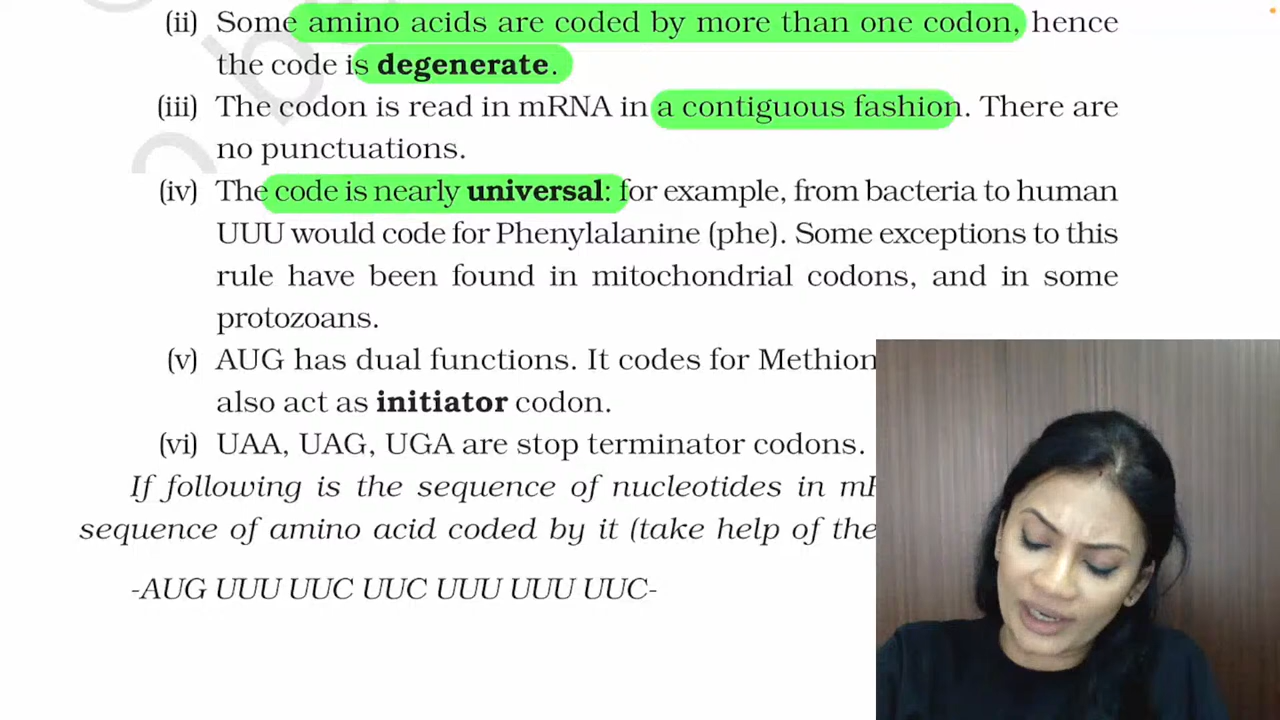 (ii) Some amino acids are coded by more than one codon, hence
the code is degenerate.
(iii) The codon is read in mRNA in a contiguous fashion. There are
no punctuations.
(iv) The code is nearly universal: for example, from bacteria to human
UUU would code for Phenylalanine (phe). Some exceptions to this
rule have been found in mitochondrial codons, and in some
protozoans.
(v) AUG has dual functions. It codes for Methion
also act as initiator codon.
(vi) UAA, UAG, UGA are stop terminator codons.
If following is the sequence of nucleotides in m
sequence of amino acid coded by it (take help of the
-AUG UUU UUC UUC UUU UUU UUC-